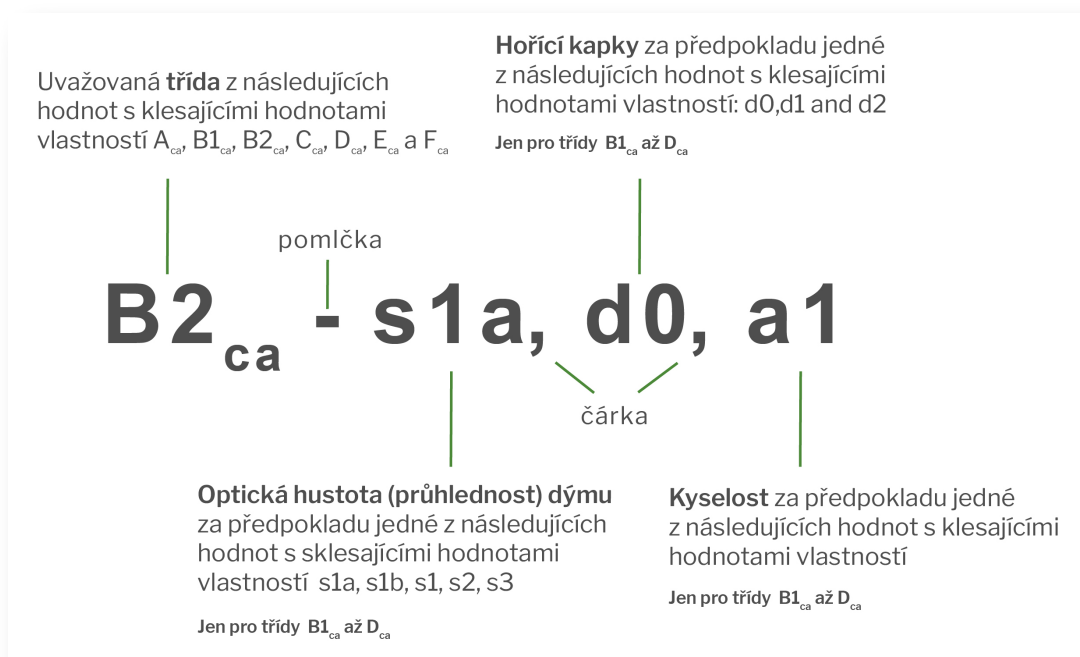 Uvažovaná třída z následujících
hodnot s klesajícími hodnotami
vlastností Aca, B1ca, B2ca, Cca, Dca, Eca a Fca
Hořící kapky za předpokladu jedné
z následujících hodnot s klesajícími
hodnotami vlastností: d0,d1 and d2
Jen pro třídy B1ca až Dca
pomlčka
B2ca - s1a, d0, a1
čárka
Optická hustota (průhlednost) dýmu
za předpokladu jedné z následujících
hodnot s sklesajícími hodnotami
vlastností s1a, s1b, s1, s2, s3
Jen pro třídy B1ca až Dca
Kyselost za předpokladu jedné
z následujících hodnot s klesajícími
hodnotami vlastností
Jen pro třídy B1ca až Dca